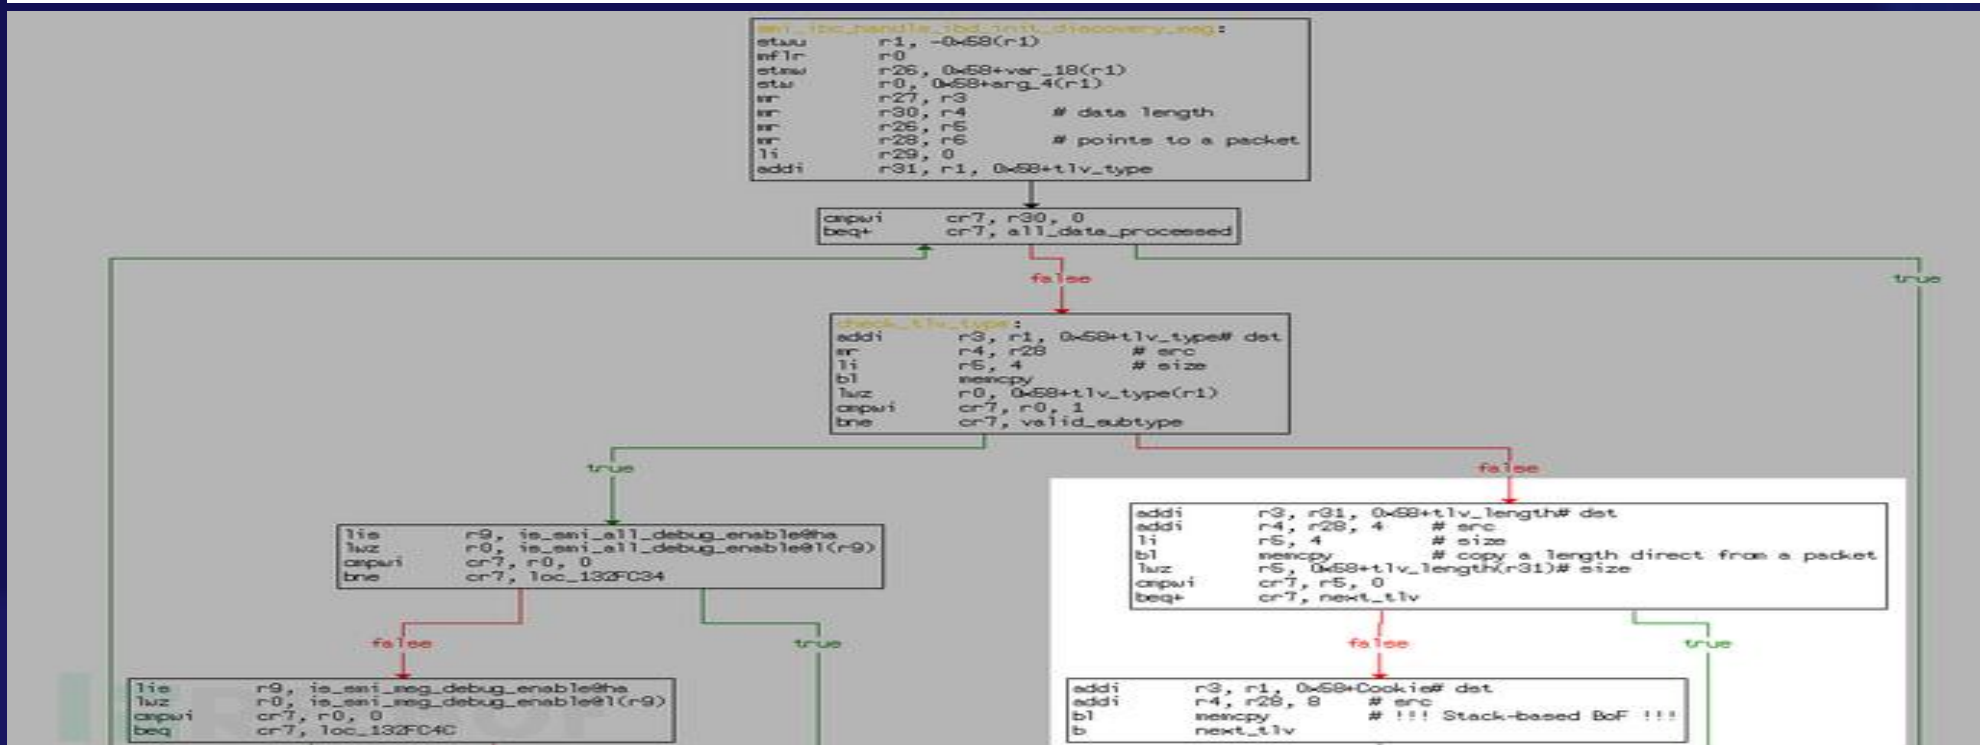 smi_ibc_handle_ibd_init_discovery_msg:
stwu r1, -0x58(r1)
mflr r0
stmw r26, 0x58+var_18(r1)
stw r0, 0x58+arg_4(r1)
mr r27, r3
mr r30, r4 # data length
mr r26, r5
mr r28, r6 # points to a packet
li r29, 0
addi r31, r1, 0x58+tlv_type
cmpwi cr7, r30, 0
beq+ cr7, all_data_processed
false
true
check_tlv_type:
addi r3, r1, 0x58+tlv_type# dst
mr r4, r28 # src
li r5, 4 # size
bl memcpy
lwz r0, 0x58+tlv_type(r1)
cmpwi cr7, r0, 1
bne cr7, valid_subtype
true
false
lis r9, is_smi_all_debug_enable@ha
lwz r0, is_smi_all_debug_enable@l(r9)
cmpwi cr7, r0, 0
bne cr7, loc_132FC34
addi r3, r31, 0x58+tlv_length# dst
addi r4, r28, 4 # src
li r5, 4 # size
bl memcpy # copy a length direct from a packet
lwz r5, 0x58+tlv_length(r31)# size
cmpwi cr7, r5, 0
beq+ cr7, next_tlv
false
true
false
true
lis r9, is_smi_msg_debug_enable@ha
lwz r0, is_smi_msg_debug_enable@l(r9)
cmpwi cr7, r0, 0
beq cr7, loc_132FC4C
addi r3, r1, 0x58+Cookie# dst
addi r4, r28, 8 # src
bl memcpy # !!! Stack-based BoF !!!
b next_tlv